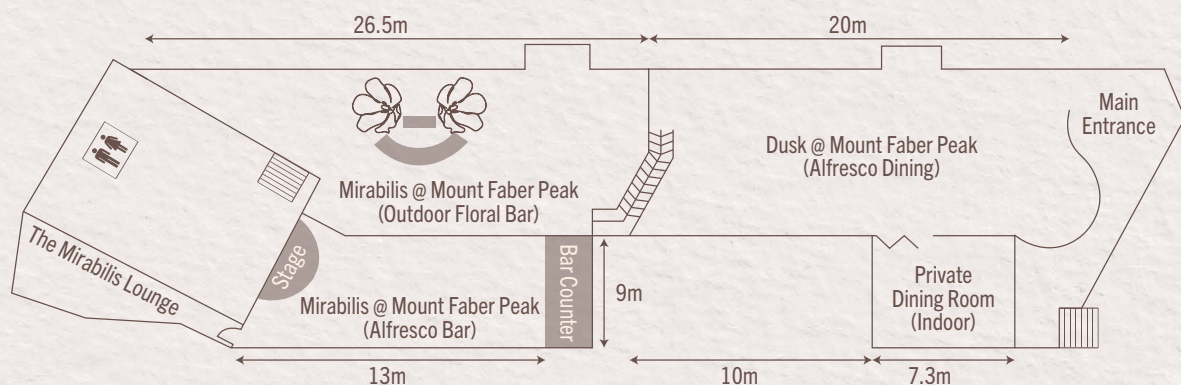 26.5m
20m
Main
Entrance
Dusk @ Mount Faber Peak
(Alfresco Dining)
Mirabilis @ Mount Faber Peak
(Outdoor Floral Bar)
The Mirabilis Lounge
Stage
Mirabilis @ Mount Faber Peak
(Alfresco Bar)
Bar Counter
9m
Private
Dining Room
(Indoor)
13m
10m
7.3m